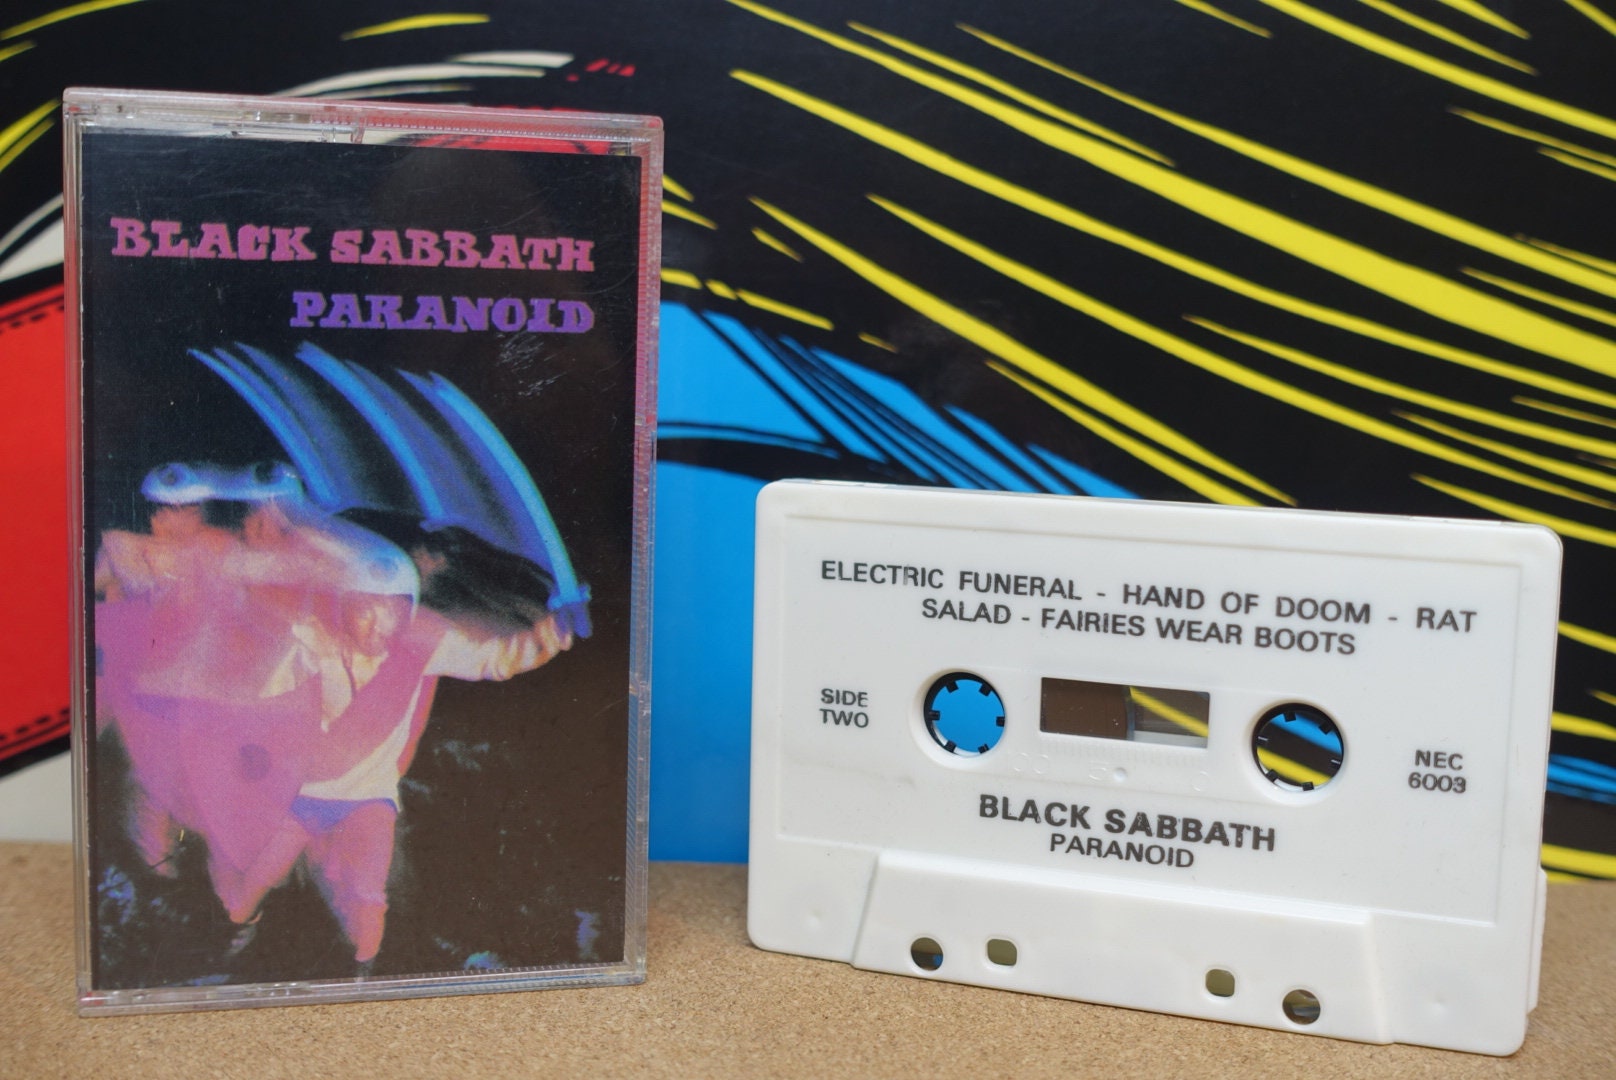 BLACK SABBATH
PARANOID
ELECTRIC FUNERAL - HAND OF DOOM - RAT
SALAD - FAIRIES WEAR BOOTS
SIDE
TWO
NEC
6003
BLACK SABBATH
PARANOID